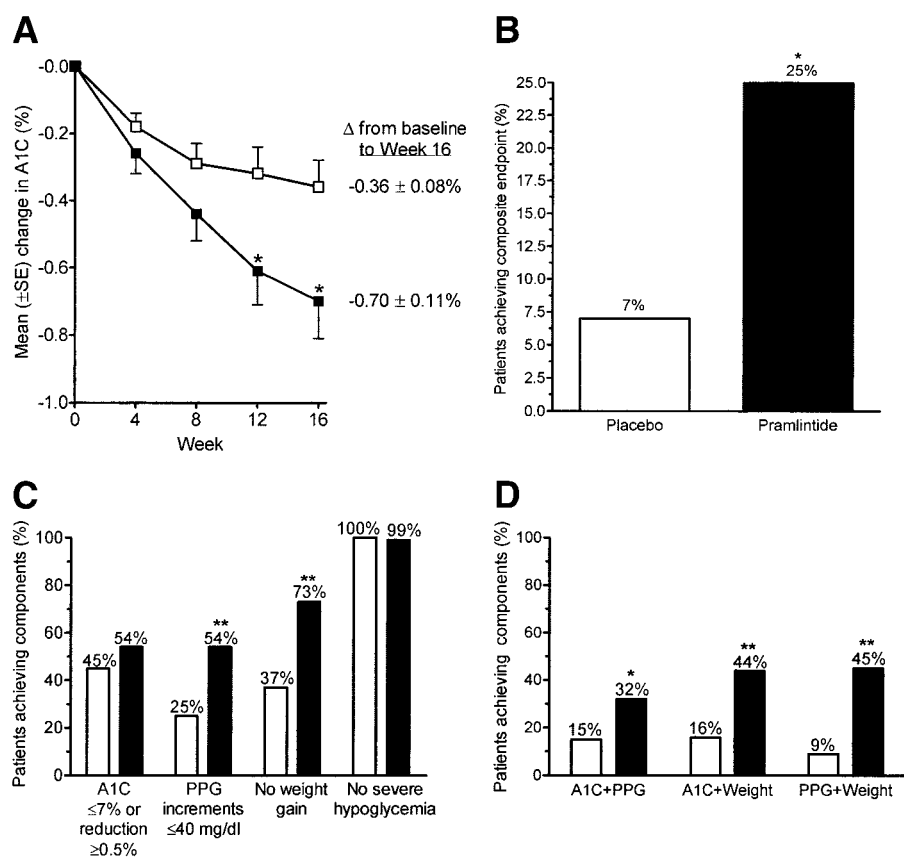 A
Mean (±SE) change in A1C (%)
-0.0
-0.2
-0.4
-0.6
-0.8
-1.0
0
4
8
12
16
Week
*
*
Δ from baseline
to Week 16
-0.36 ± 0.08%
-0.70 ± 0.11%
B
Patients achieving composite endpoint (%)
25.0
22.5
20.0
17.5
15.0
12.5
10.0
7.5
5.0
2.5
0.0
7%
*
25%
Placebo
Pramlintide
C
Patients achieving components (%)
100
80
60
40
20
0
45%
54%
25%
**
54%
37%
**
73%
100%
99%
A1C
≤7% or
reduction
≥0.5%
PPG
increments
≤40 mg/dl
No weight
gain
No severe
hypoglycemia
D
Patients achieving components (%)
100
80
60
40
20
0
15%
*
32%
16%
**
44%
9%
**
45%
A1C+PPG
A1C+Weight
PPG+Weight